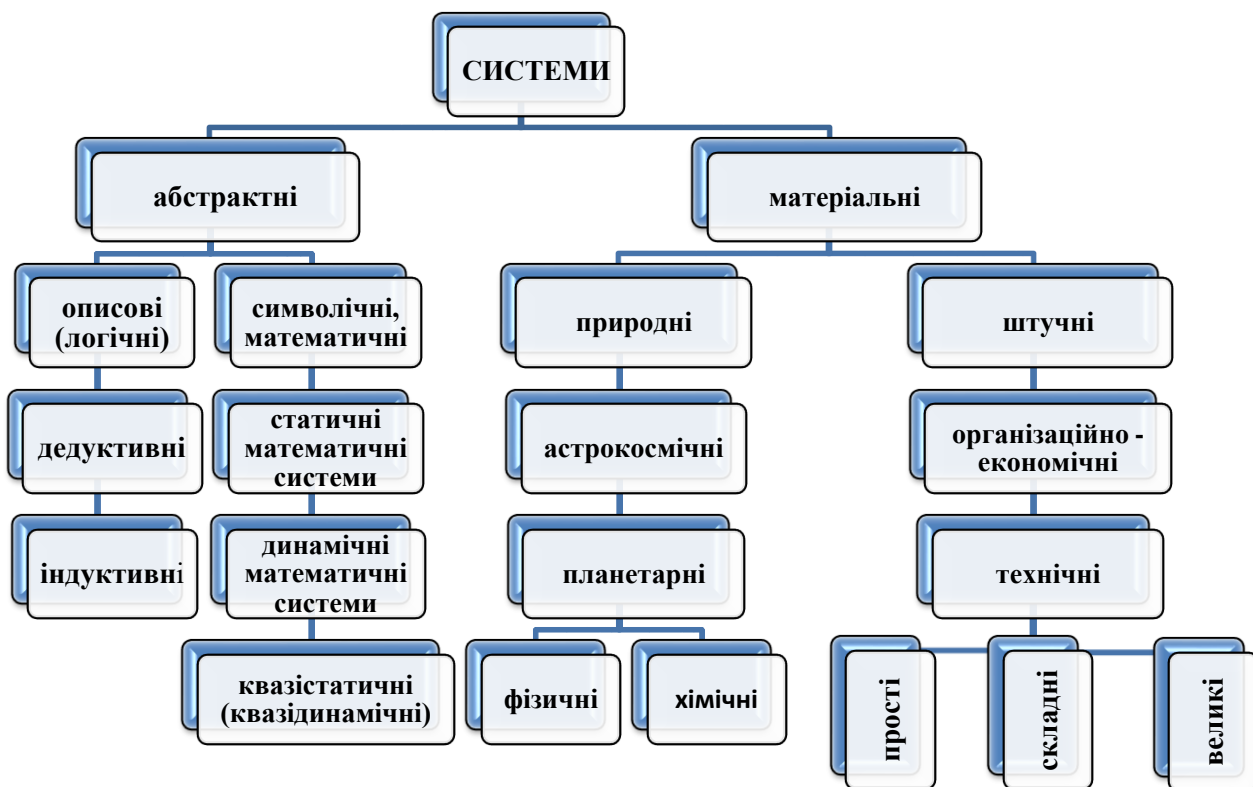 СИСТЕМИ
абстрактні
матеріальні
описові
(логічні)
символічні,
математичні
природні
штучні
дедуктивні
статичні
математичні
системи
астрокосмічні
організаційно -
економічні
індуктивні
динамічні
математичні
системи
планетарні
технічні
квазістатичні
(квазідинамічні)
фізичні
хімічні
прості
складні
великі